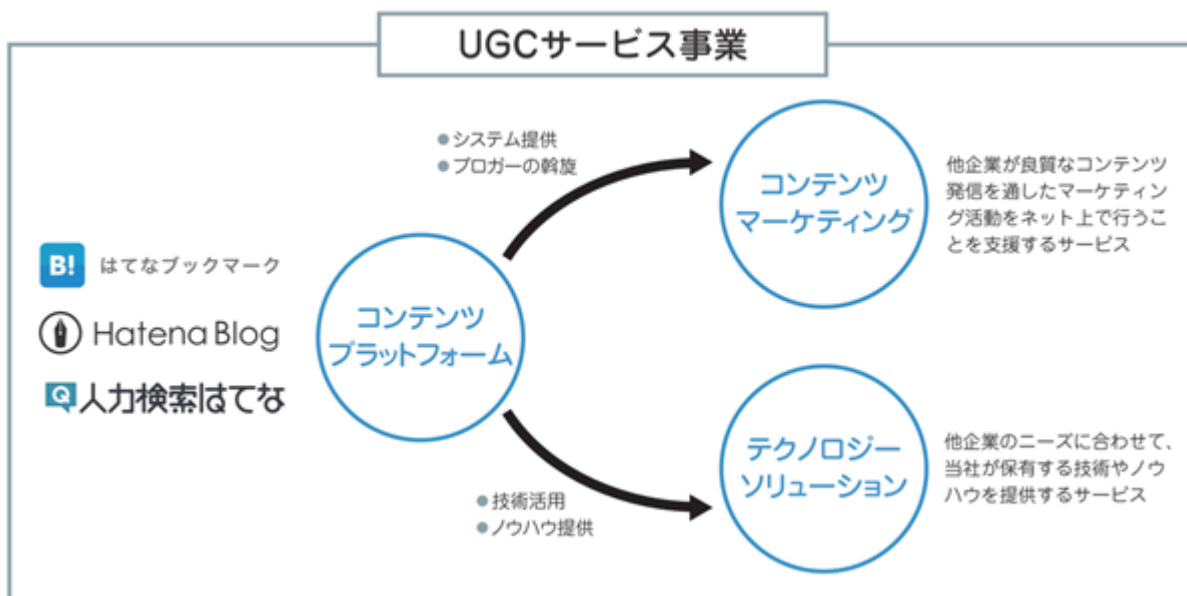 UGCサービス事業
●システム提供
●ブロガーの斡旋
コンテンツ
マーケティング
他企業が良質なコンテンツ
発信を通したマーケティン
グ活動をネット上で行うこ
とを支援するサービス
B! はてなブックマーク
Hatena Blog
Q 人力検索はてな
コンテンツ
プラットフォーム
テクノロジー
ソリューション
他企業のニーズに合わせて、
当社が保有する技術やノウ
ハウを提供するサービス
●技術活用
●ノウハウ提供